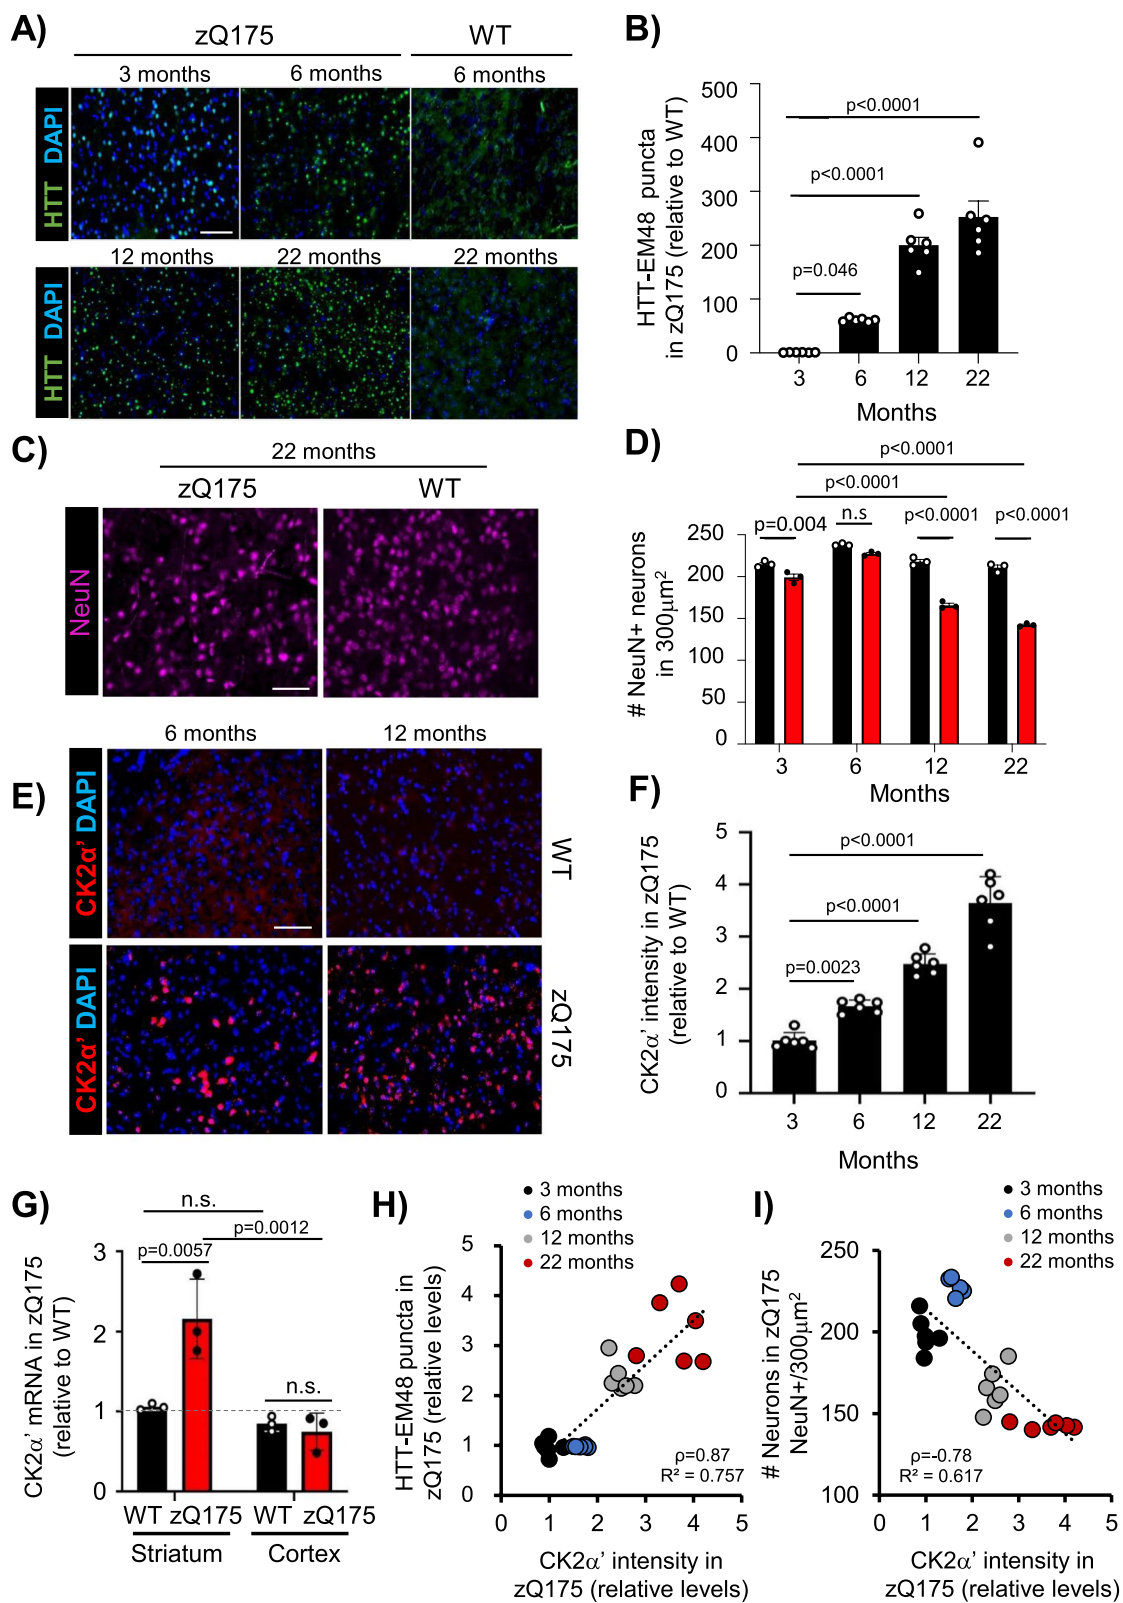 A)
zQ175
WT
3 months
6 months
6 months
HTT DAPI
12 months
22 months
22 months
HTT DAPI
B)
HTT-EM48 puncta
in zQ175 (relative to WT)
500
400
300
200
100
0
p<0.0001
p<0.0001
p=0.046
3
6
12
22
Months
C)
22 months
zQ175
WT
NeuN
D)
# NeuN+ neurons
in 300µm2
250
200
150
100
50
0
p<0.0001
p<0.0001
p=0.004
n.s
p<0.0001
p<0.0001
3
6
12
22
Months
E)
6 months
12 months
CK2α' DAPI
WT
CK2α' DAPI
zQ175
F)
CK2α' intensity in zQ175
(relative to WT)
5
4
3
2
1
0
p<0.0001
p<0.0001
p=0.0023
3
6
12
22
Months
G)
CK2α' mRNA in zQ175
(relative to WT)
3
2
1
0
n.s.
p=0.0012
p=0.0057
n.s.
WT zQ175
WT zQ175
Striatum
Cortex
H)
3 months
6 months
12 months
22 months
HTT-EM48 puncta in
zQ175 (relative levels)
5
4
3
2
1
0
ρ=0.87
R² = 0.757
0
1
2
3
4
5
CK2α' intensity in
zQ175 (relative levels)
I)
3 months
6 months
12 months
22 months
# Neurons in zQ175
NeuN+/300µm2
250
200
150
100
ρ=-0.78
R² = 0.617
0
1
2
3
4
5
CK2α' intensity in
zQ175 (relative levels)